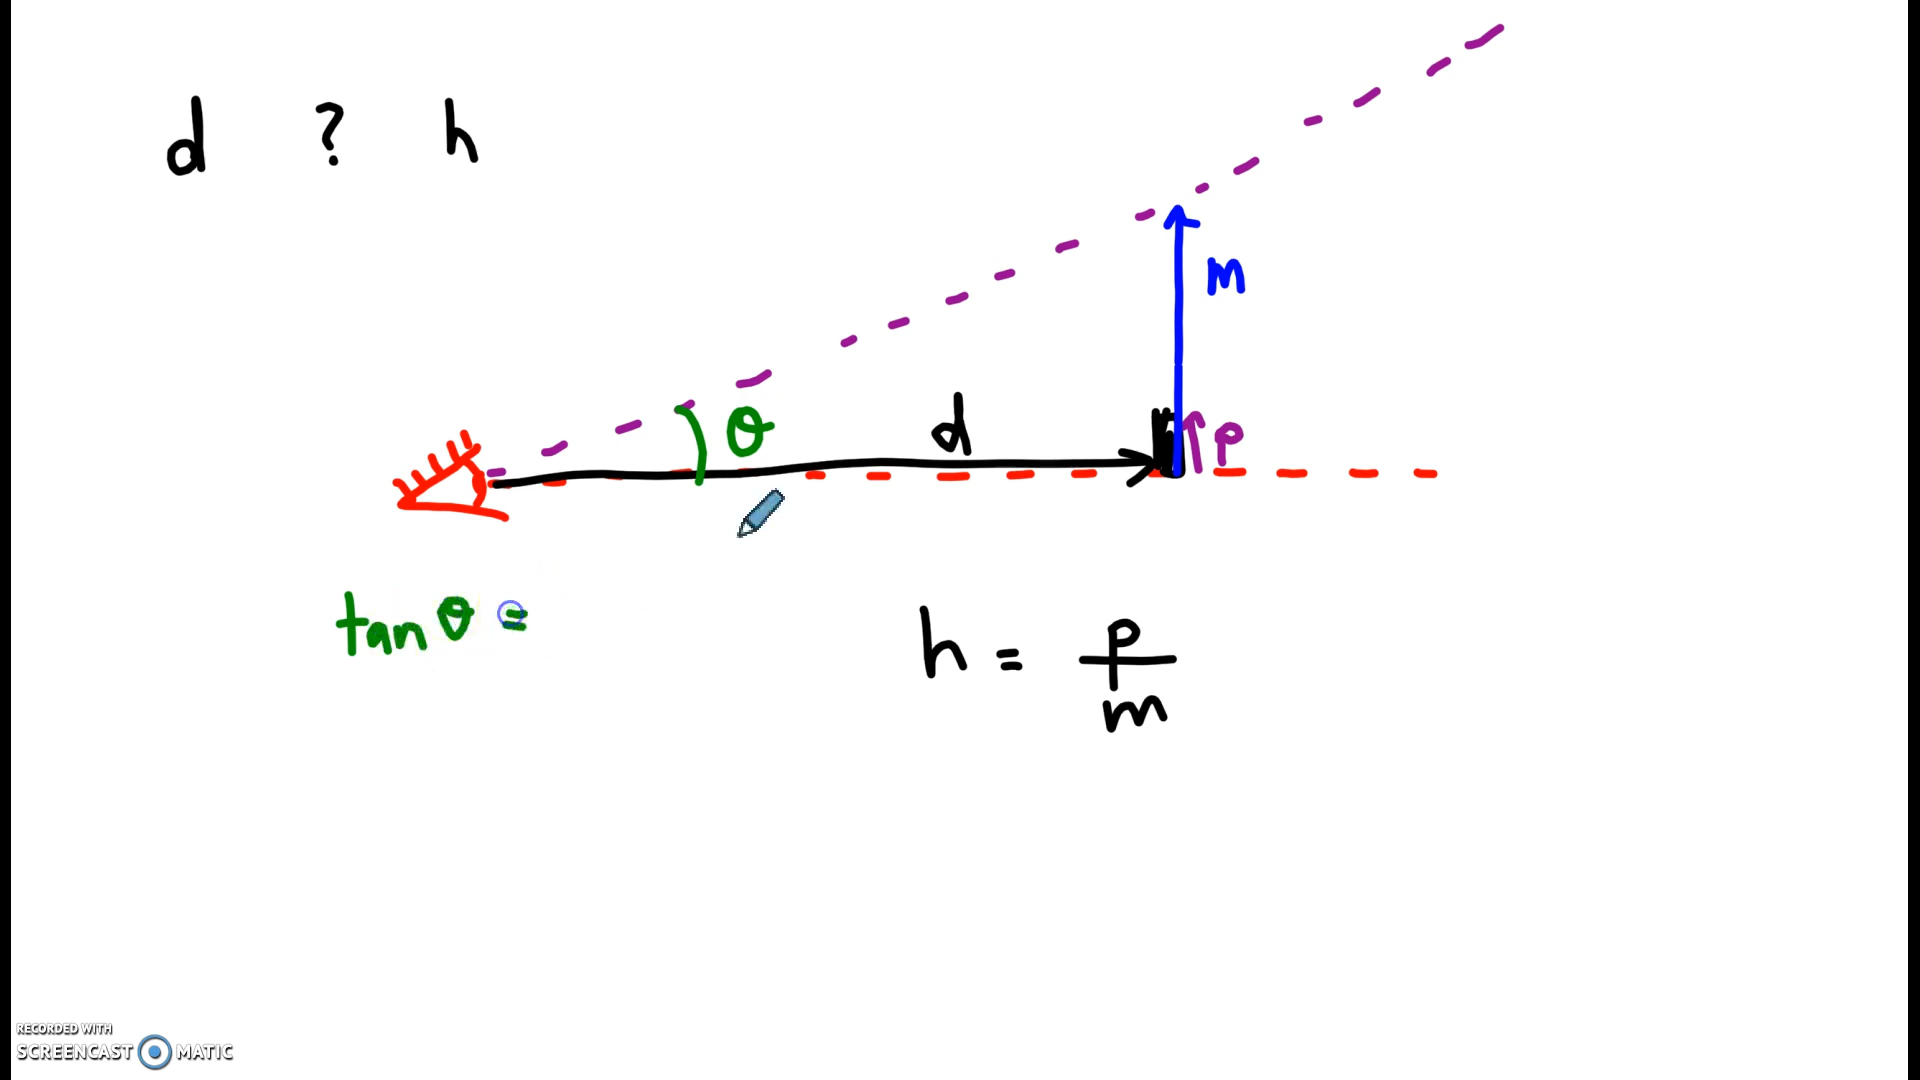 d ? h
m
θ d p
tan θ =
h = p/m
RECORDED WITH
SCREENCAST MATIC